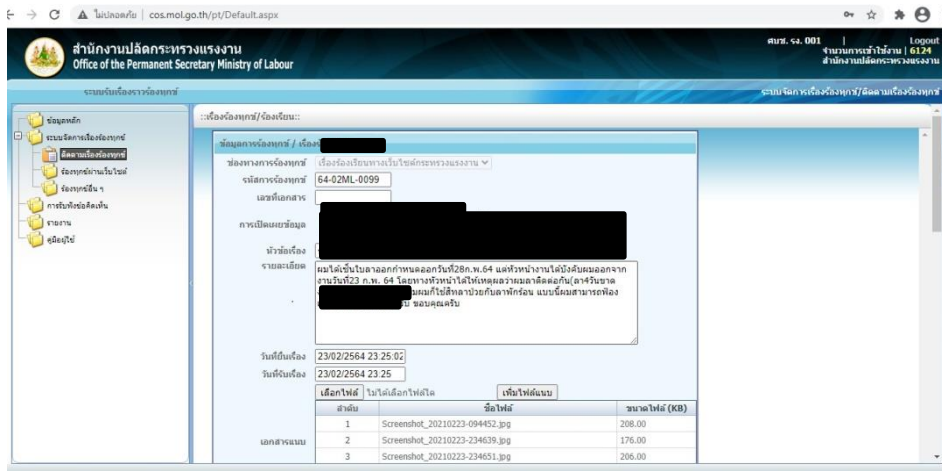 ไม่ปลอดภัย | cos.mol.go.th/pt/Default.aspx
สำนักงานปลัดกระทรวงแรงงาน
Office of the Permanent Secretary Ministry of Labour
ศบช. รง. 001 | Logout
จำนวนการเข้าใช้งาน | 6124
สำนักงานปลัดกระทรวงแรงงาน
ระบบรับเรื่องราวร้องทุกข์
ระบบจัดการเรื่องร้องทุกข์/ติดตามเรื่องร้องทุกข์
ข้อมูลหลัก
ระบบจัดการเรื่องร้องทุกข์
ติดตามเรื่องร้องทุกข์
ร้องทุกข์ผ่านเว็บไซต์
ร้องทุกข์อื่น ๆ
การรับฟังข้อคิดเห็น
รายงาน
คู่มือผู้ใช้
::เรื่องร้องทุกข์/ร้องเรียน::
ข้อมูลการร้องทุกข์ / เรื่อง
ช่องทางการร้องทุกข์ เรื่องร้องเรียนทางเว็บไซต์กระทรวงแรงงาน
รหัสการร้องทุกข์ 64-02ML-0099
เลขที่เอกสาร
การเปิดเผยข้อมูล
หัวข้อเรื่อง
รายละเอียด
ผมได้เซ็นใบลาออกกำหนดออกวันที่28ก.พ.64 แต่หัวหน้างานได้บังคับผมออกจาก
งานวันที่23 ก.พ. 64 โดยทางหัวหน้าได้ให้เหตุผลว่าผมลาติดต่อกัน(ลา4วันขาด
ผมก็ใช้สิทลาป่วยกับลาพักร้อน แบบนี้ผมสามารถฟ้อง
ขอบคุณครับ
วันที่ยื่นเรื่อง 23/02/2564 23:25:02
วันที่รับเรื่อง 23/02/2564 23:25
เลือกไฟล์ ไม่ได้เลือกไฟล์ใด เพิ่มไฟล์แนบ
ลำดับ ชื่อไฟล์ ขนาดไฟล์ (KB)
1 Screenshot_20210223-094452.jpg 208.00
เอกสารแนบ 2 Screenshot_20210223-234639.jpg 176.00
3 Screenshot_20210223-234651.jpg 206.00